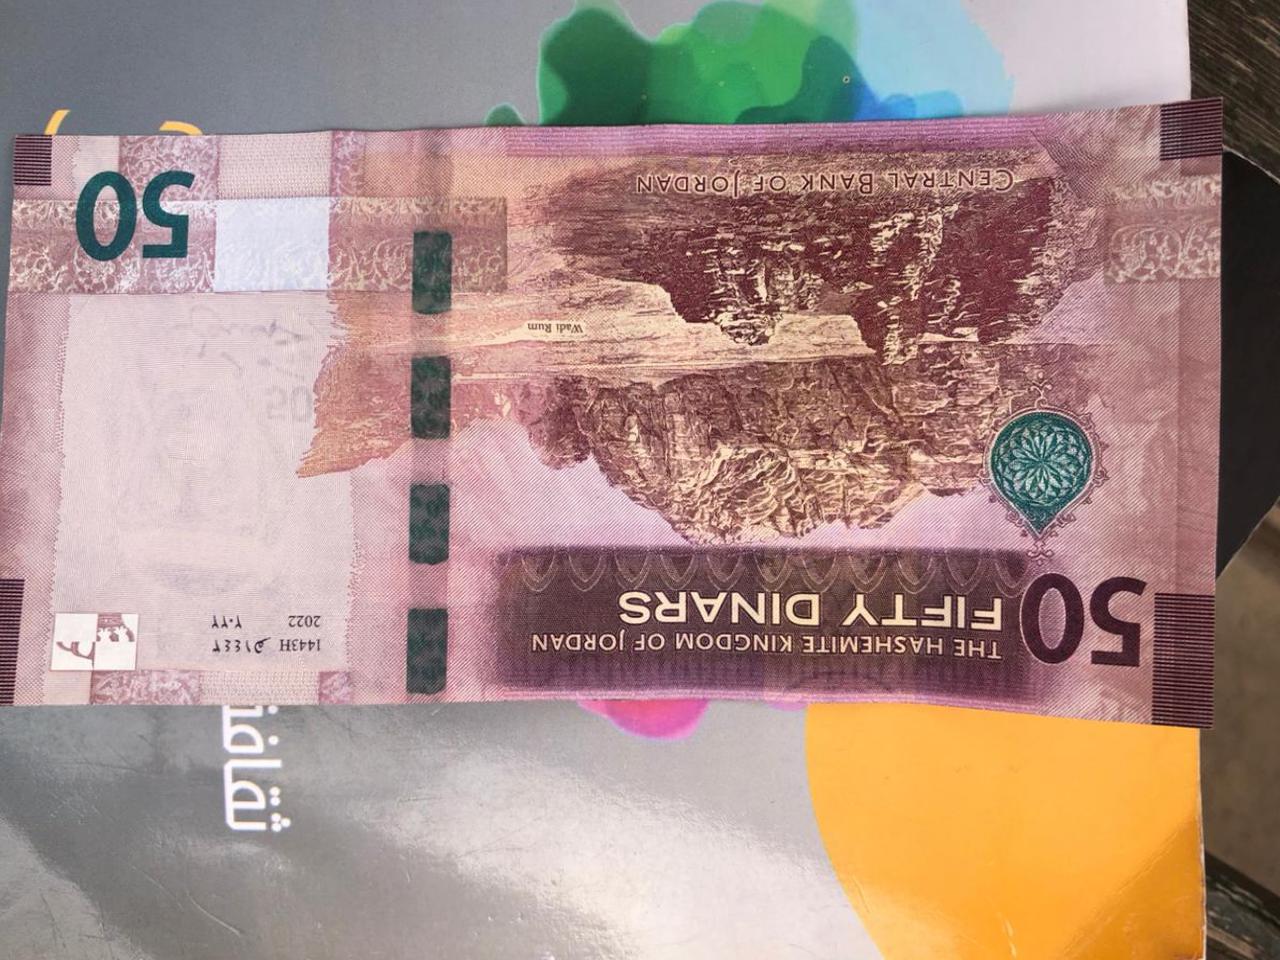 THE HASHEMITE KINGDOM OF JORDAN
FIFTY DINARS
50
1443H ١٤٤٣هـ
2022 ٢٠٢٢
Wadi Rum
50
CENTRAL BANK OF JORDAN
50